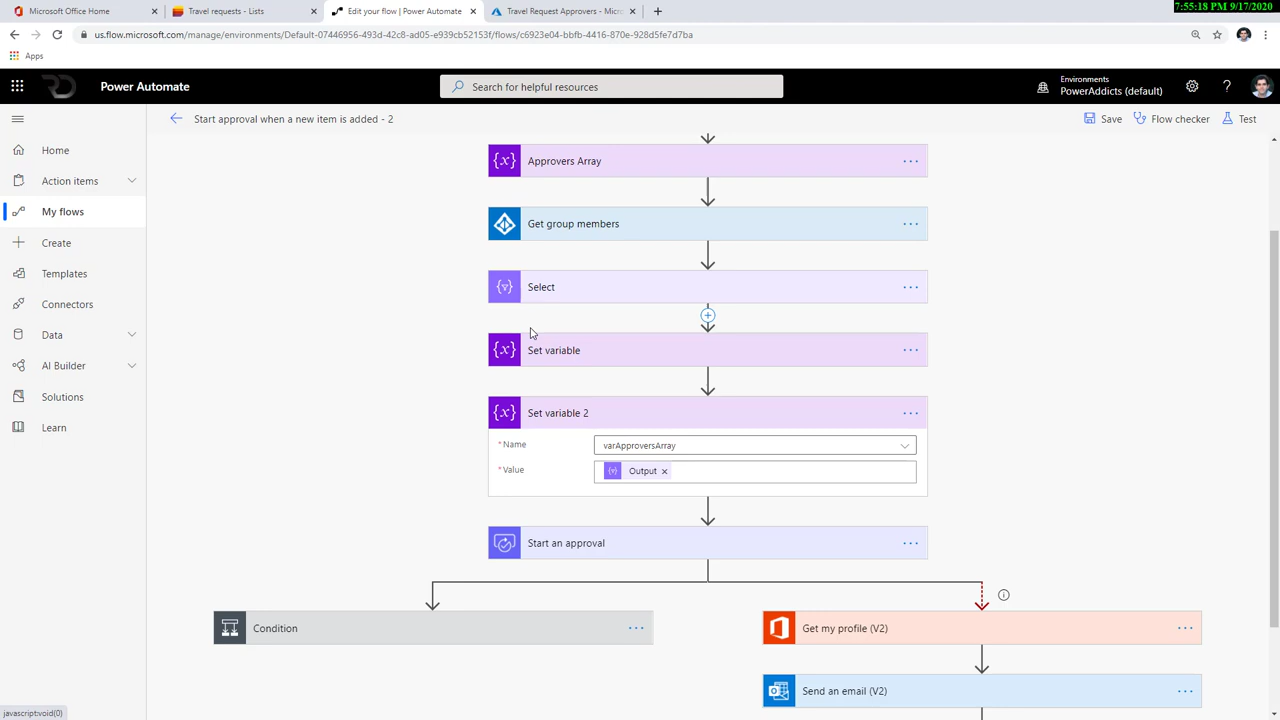 7:55:18 PM 9/17/2020
Microsoft Office Home
Travel requests - Lists
Edit your flow | Power Automate
Travel Request Approvers - Micro
us.flow.microsoft.com/manage/environments/Default-07446956-493d-42c8-ad05-e939cb52153f/flows/c6923e04-bbfb-4416-870e-928d5fe7d7ba
Apps
Power Automate
Search for helpful resources
Environments
PowerAddicts (default)
Start approval when a new item is added - 2
Save
Flow checker
Test
Home
Action items
My flows
Create
Templates
Connectors
Data
AI Builder
Solutions
Learn
Approvers Array
Get group members
Select
Set variable
Set variable 2
* Name
varApproversArray
* Value
Output
Start an approval
Condition
Get my profile (V2)
Send an email (V2)
javascript:void(0)